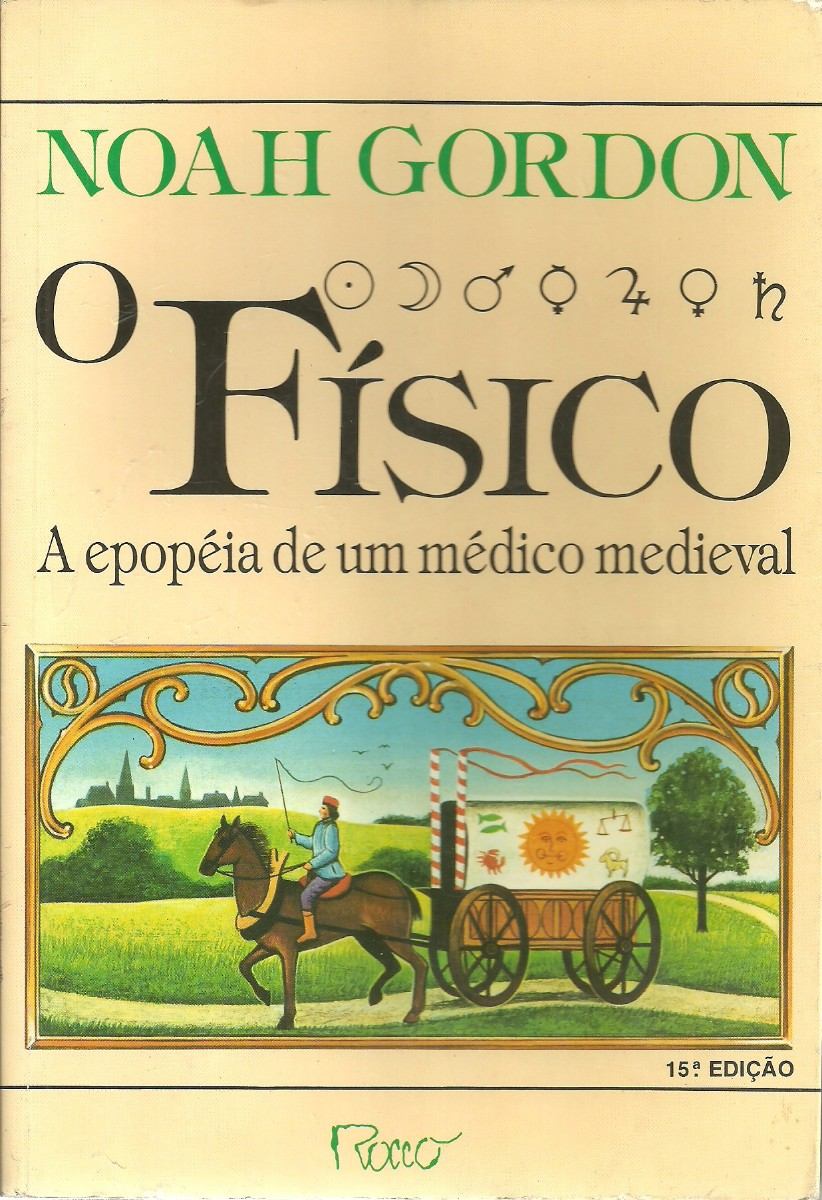 NOAH GORDON
O FÍSICO
A epopéia de um médico medieval
15ª EDIÇÃO
Rocco